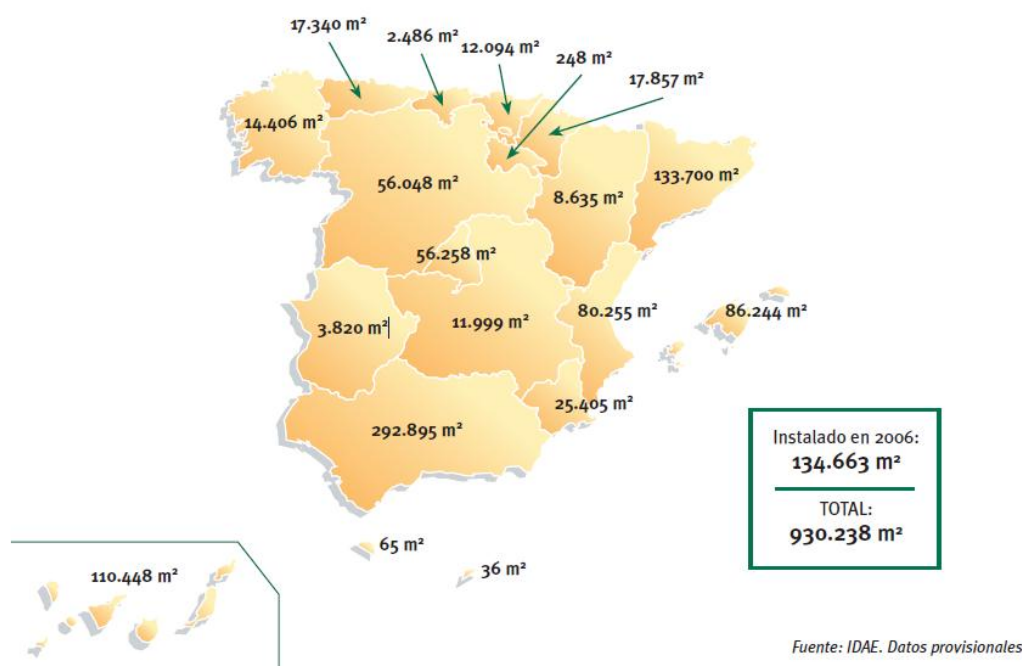 17.340 m²
2.486 m²
12.094 m²
248 m²
17.857 m²
14.406 m²
56.048 m²
8.635 m²
133.700 m²
56.258 m²
3.820 m²
11.999 m²
80.255 m²
86.244 m²
25.405 m²
292.895 m²
Instalado en 2006:
134.663 m²
TOTAL:
930.238 m²
65 m²
36 m²
110.448 m²
Fuente: IDAE. Datos provisionales